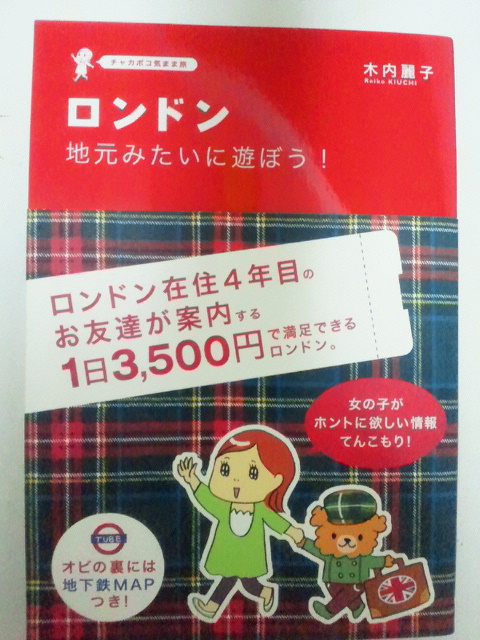 チャカポコ気まま旅
木内麗子
Reiko KIUCHI
ロンドン
地元みたいに遊ぼう!
ロンドン在住4年目の
お友達が案内する
1日3,500円で満足できる
ロンドン。
女の子が
ホントに欲しい情報
てんこもり!
TUBE
オビの裏には
地下鉄MAP
つき!